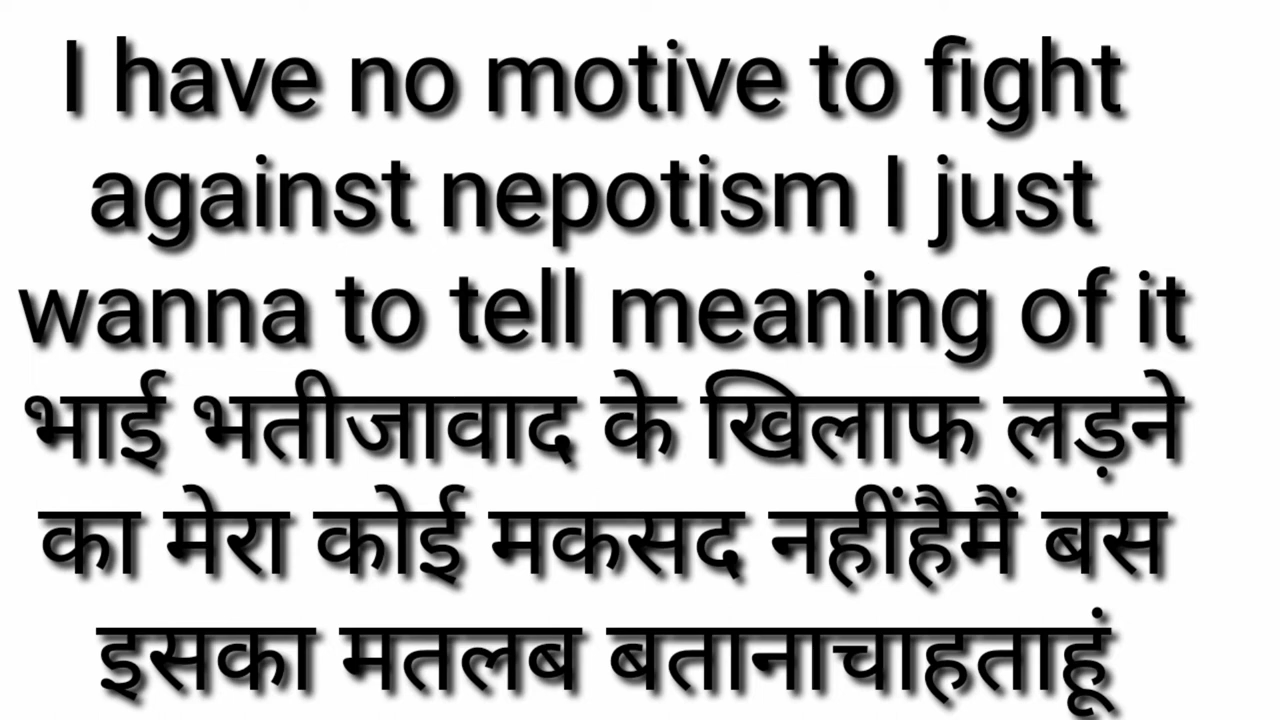 I have no motive to fight
against nepotism I just
wanna to tell meaning of it
भाई भतीजावाद के खिलाफ लड़ने
का मेरा कोई मकसद नहींहैमैं बस
इसका मतलब बतानाचाहताहूं